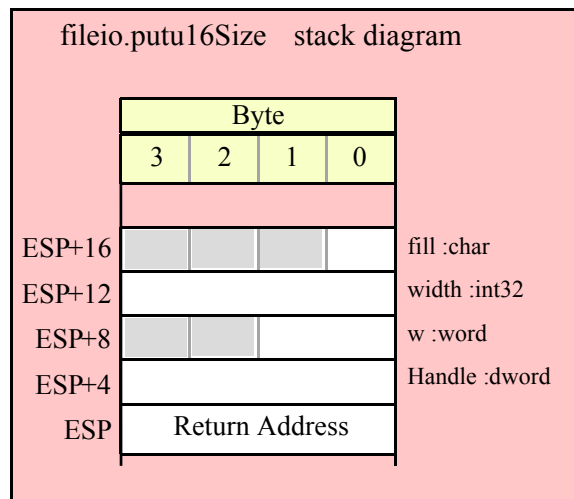 fileio.putu16Size stack diagram
Byte
3 2 1 0
ESP+16 fill :char
ESP+12 width :int32
ESP+8 w :word
ESP+4 Handle :dword
ESP Return Address